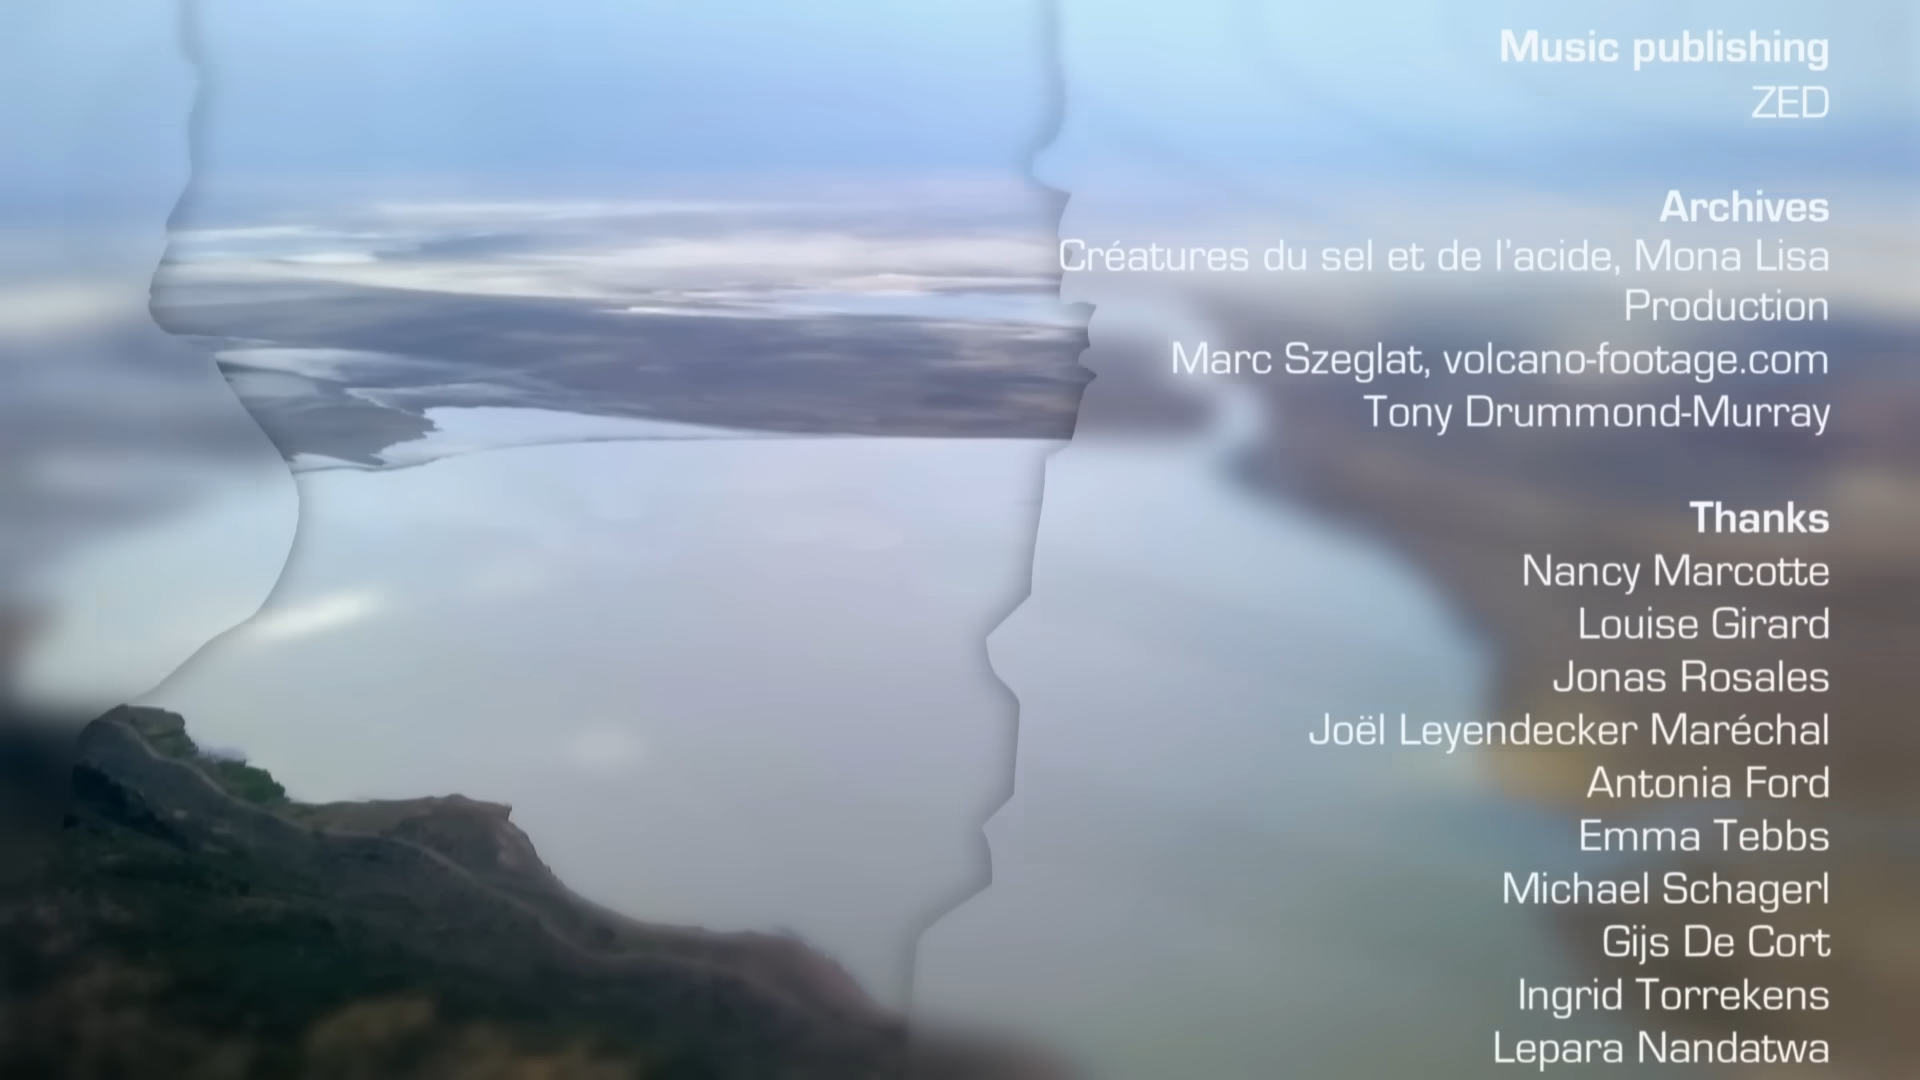 Music publishing
ZED
Archives
Créatures du sel et de l'acide, Mona Lisa
Production
Marc Szeglat, volcano-footage.com
Tony Drummond-Murray
Thanks
Nancy Marcotte
Louise Girard
Jonas Rosales
Joël Leyendecker Maréchal
Antonia Ford
Emma Tebbs
Michael Schagerl
Gijs De Cort
Ingrid Torrekens
Lepara Nandatwa